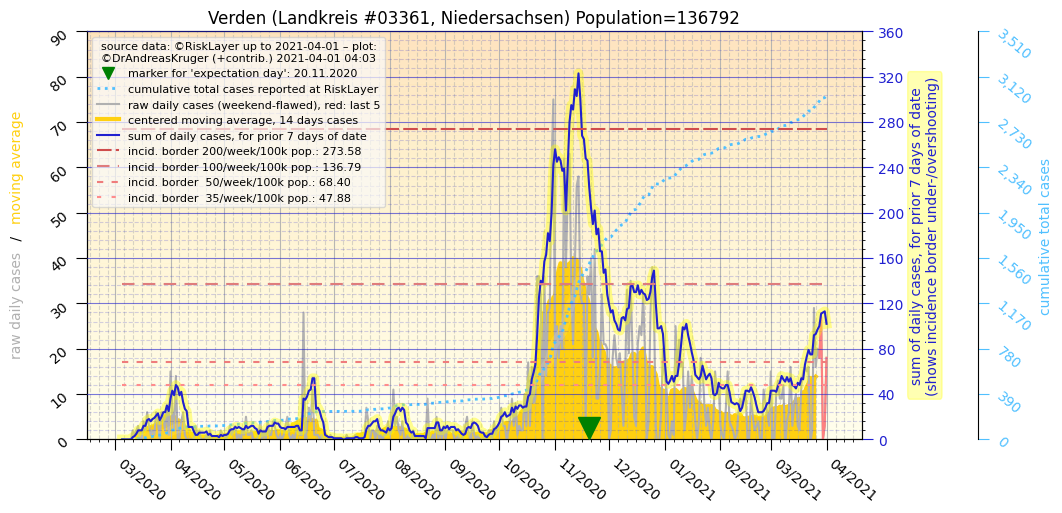 Verden (Landkreis #03361, Niedersachsen) Population=136792
source data: ©RiskLayer up to 2021-04-01 – plot:
©DrAndreasKruger (+contrib.) 2021-04-01 04:03
marker for 'expectation day': 20.11.2020
cumulative total cases reported at RiskLayer
raw daily cases (weekend-flawed), red: last 5
centered moving average, 14 days cases
sum of daily cases, for prior 7 days of date
incid. border 200/week/100k pop.: 273.58
incid. border 100/week/100k pop.: 136.79
incid. border 50/week/100k pop.: 68.40
incid. border 35/week/100k pop.: 47.88
raw daily cases / moving average
90
80
70
60
50
40
30
20
10
0
03/2020
04/2020
05/2020
06/2020
07/2020
08/2020
09/2020
10/2020
11/2020
12/2020
01/2021
02/2021
03/2021
04/2021
360
320
280
240
200
160
120
80
40
0
sum of daily cases, for prior 7 days of date
(shows incidence border under-/overshooting)
3,510
3,120
2,730
2,340
1,950
1,560
1,170
780
390
0
cumulative total cases